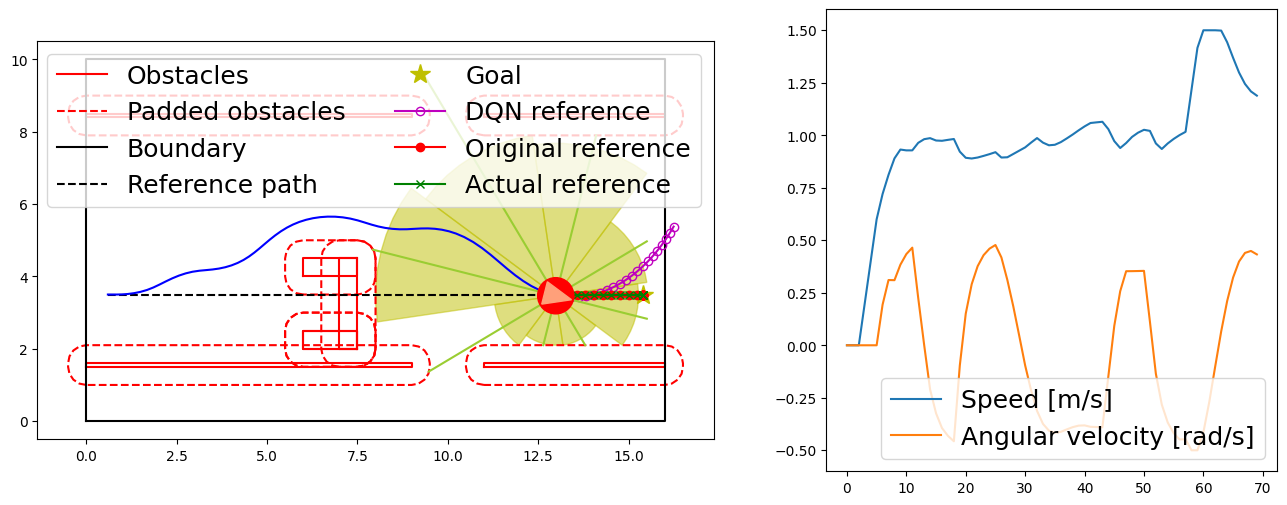 Obstacles
Padded obstacles
Boundary
Reference path
Goal
DQN reference
Original reference
Actual reference
10
8
6
4
2
0
0.0 2.5 5.0 7.5 10.0 12.5 15.0
1.50
1.25
1.00
0.75
0.50
0.25
0.00
−0.25
−0.50
Speed [m/s]
Angular velocity [rad/s]
0 10 20 30 40 50 60 70